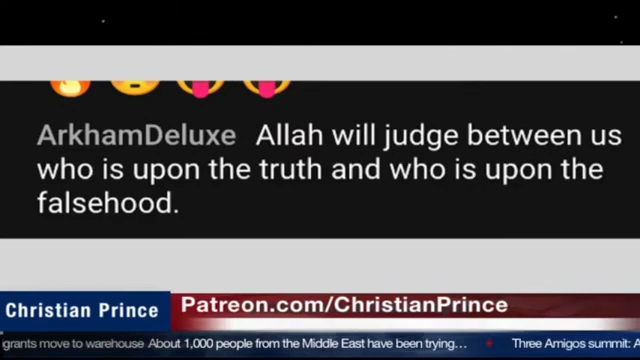 ArkhamDeluxe Allah will judge between us
who is upon the truth and who is upon the
falsehood.
Christian Prince
Patreon.com/ChristianPrince
grants move to warehouse About 1,000 people from the Middle East have been trying... Three Amigos summit: A